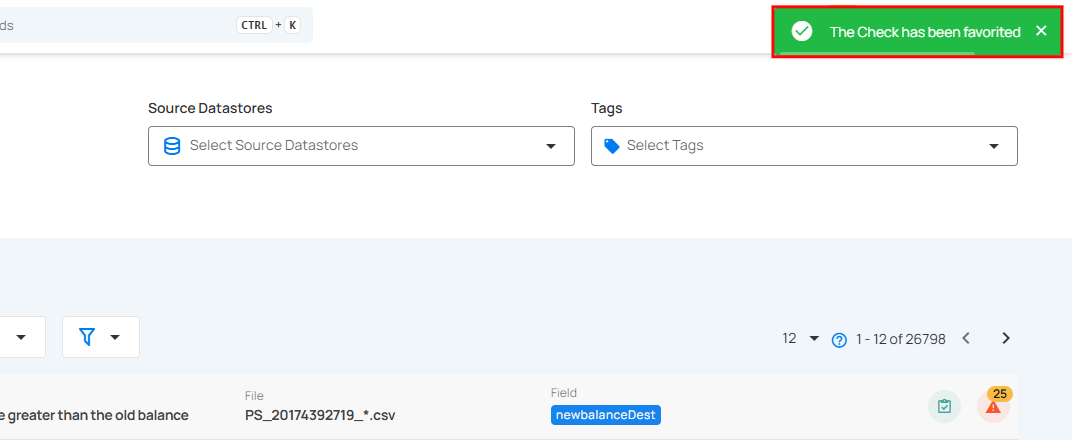 ds
CTRL + K
The Check has been favorited
Source Datastores
Tags
Select Source Datastores
Select Tags
12
1 - 12 of 26798
File
Field
25
e greater than the old balance
PS_20174392719_*.csv
newbalanceDest